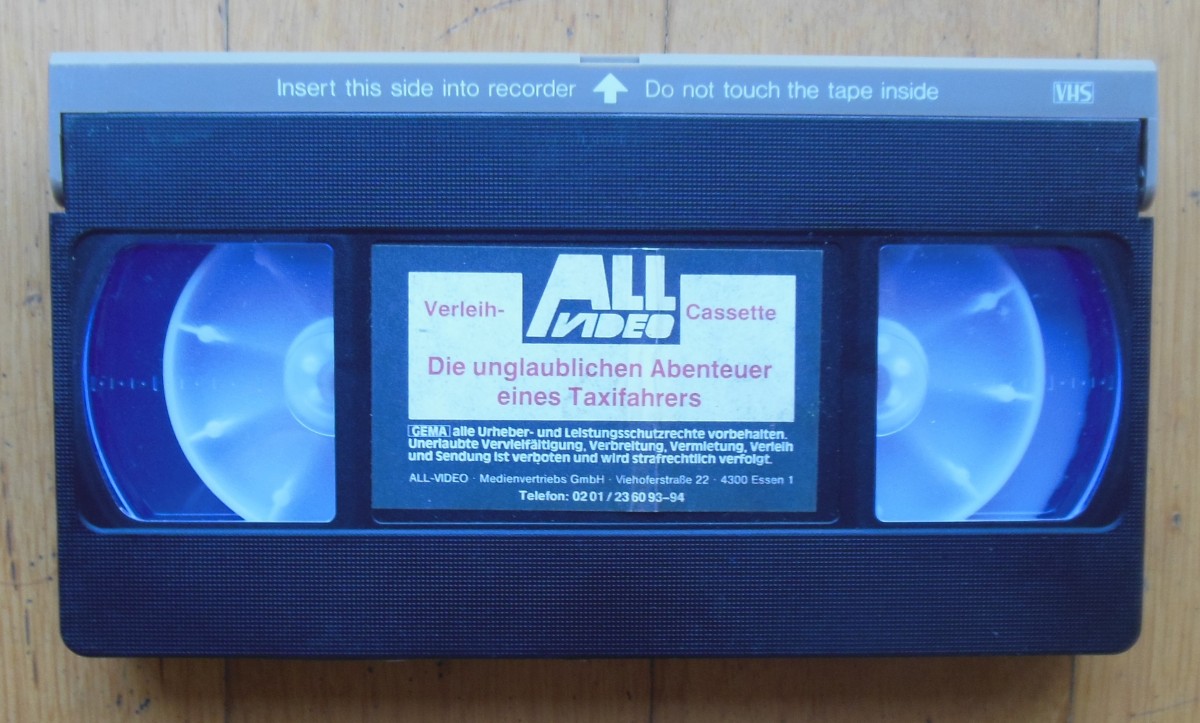 Insert this side into recorder Do not touch the tape inside VHS
ALL VIDEO
Verleih- Cassette
Die unglaublichen Abenteuer
eines Taxifahrers
GEMA alle Urheber- und Leistungsschutzrechte vorbehalten.
Unerlaubte Vervielfältigung, Verbreitung, Vermietung, Verleih
und Sendung ist verboten und wird strafrechtlich verfolgt.
ALL-VIDEO · Medienvertriebs GmbH · Viehoferstraße 22 · 4300 Essen 1
Telefon: 02 01 / 23 60 93–94